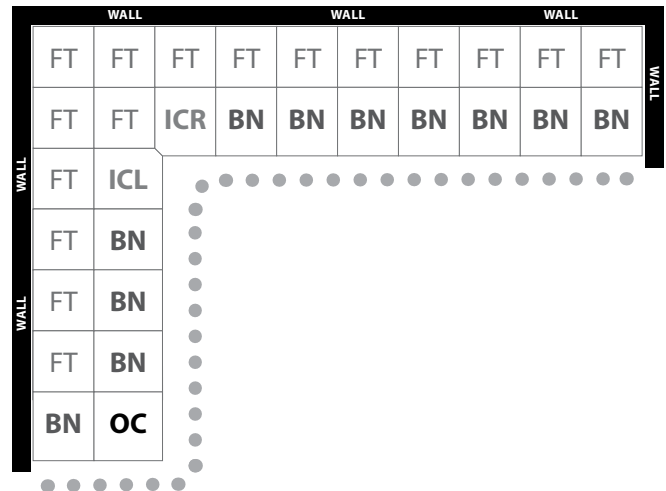 WALL WALL WALL
FT FT FT FT FT FT FT FT FT FT
WALL
FT FT ICR BN BN BN BN BN BN BN
WALL
FT ICL
FT BN
WALL
FT BN
FT BN
BN OC